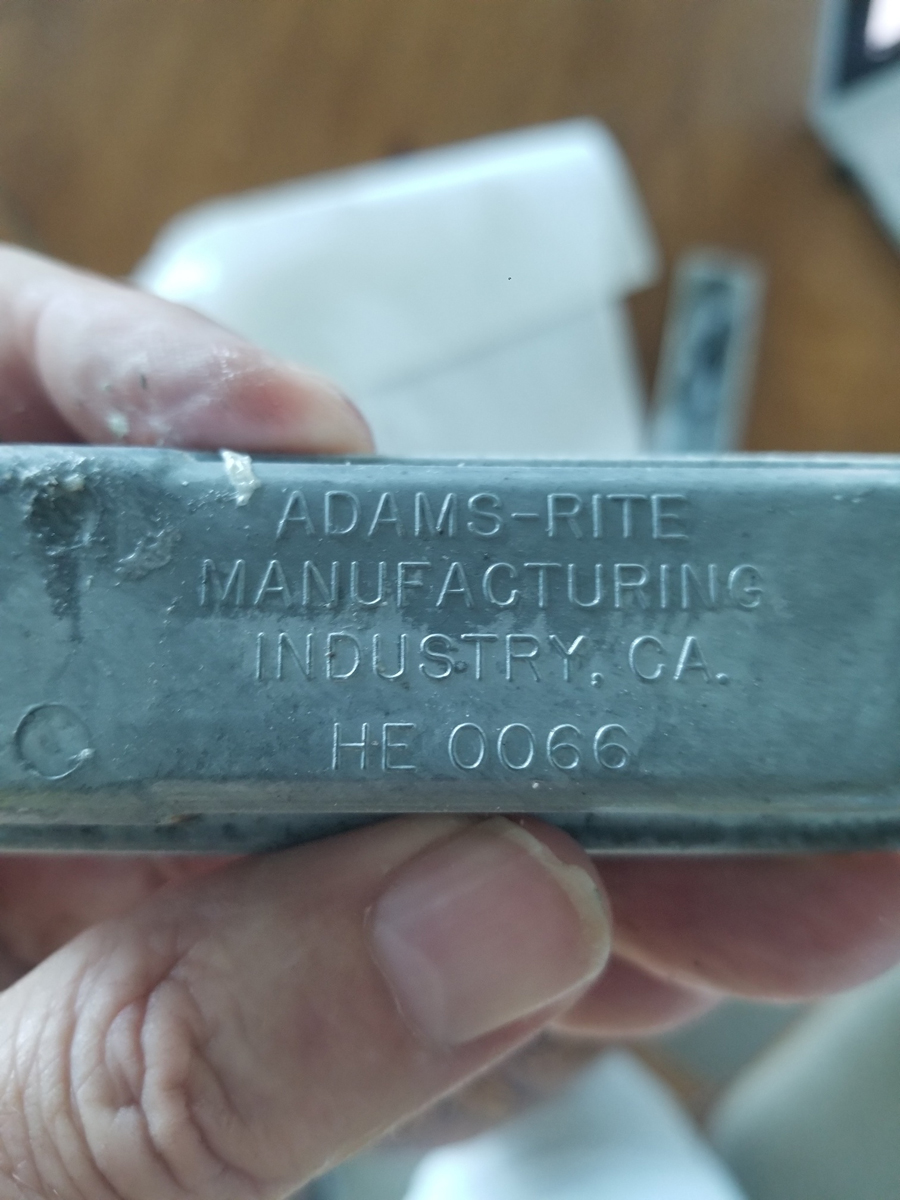 ADAMS-RITE
MANUFACTURING
INDUSTRY, CA.
HE 0066